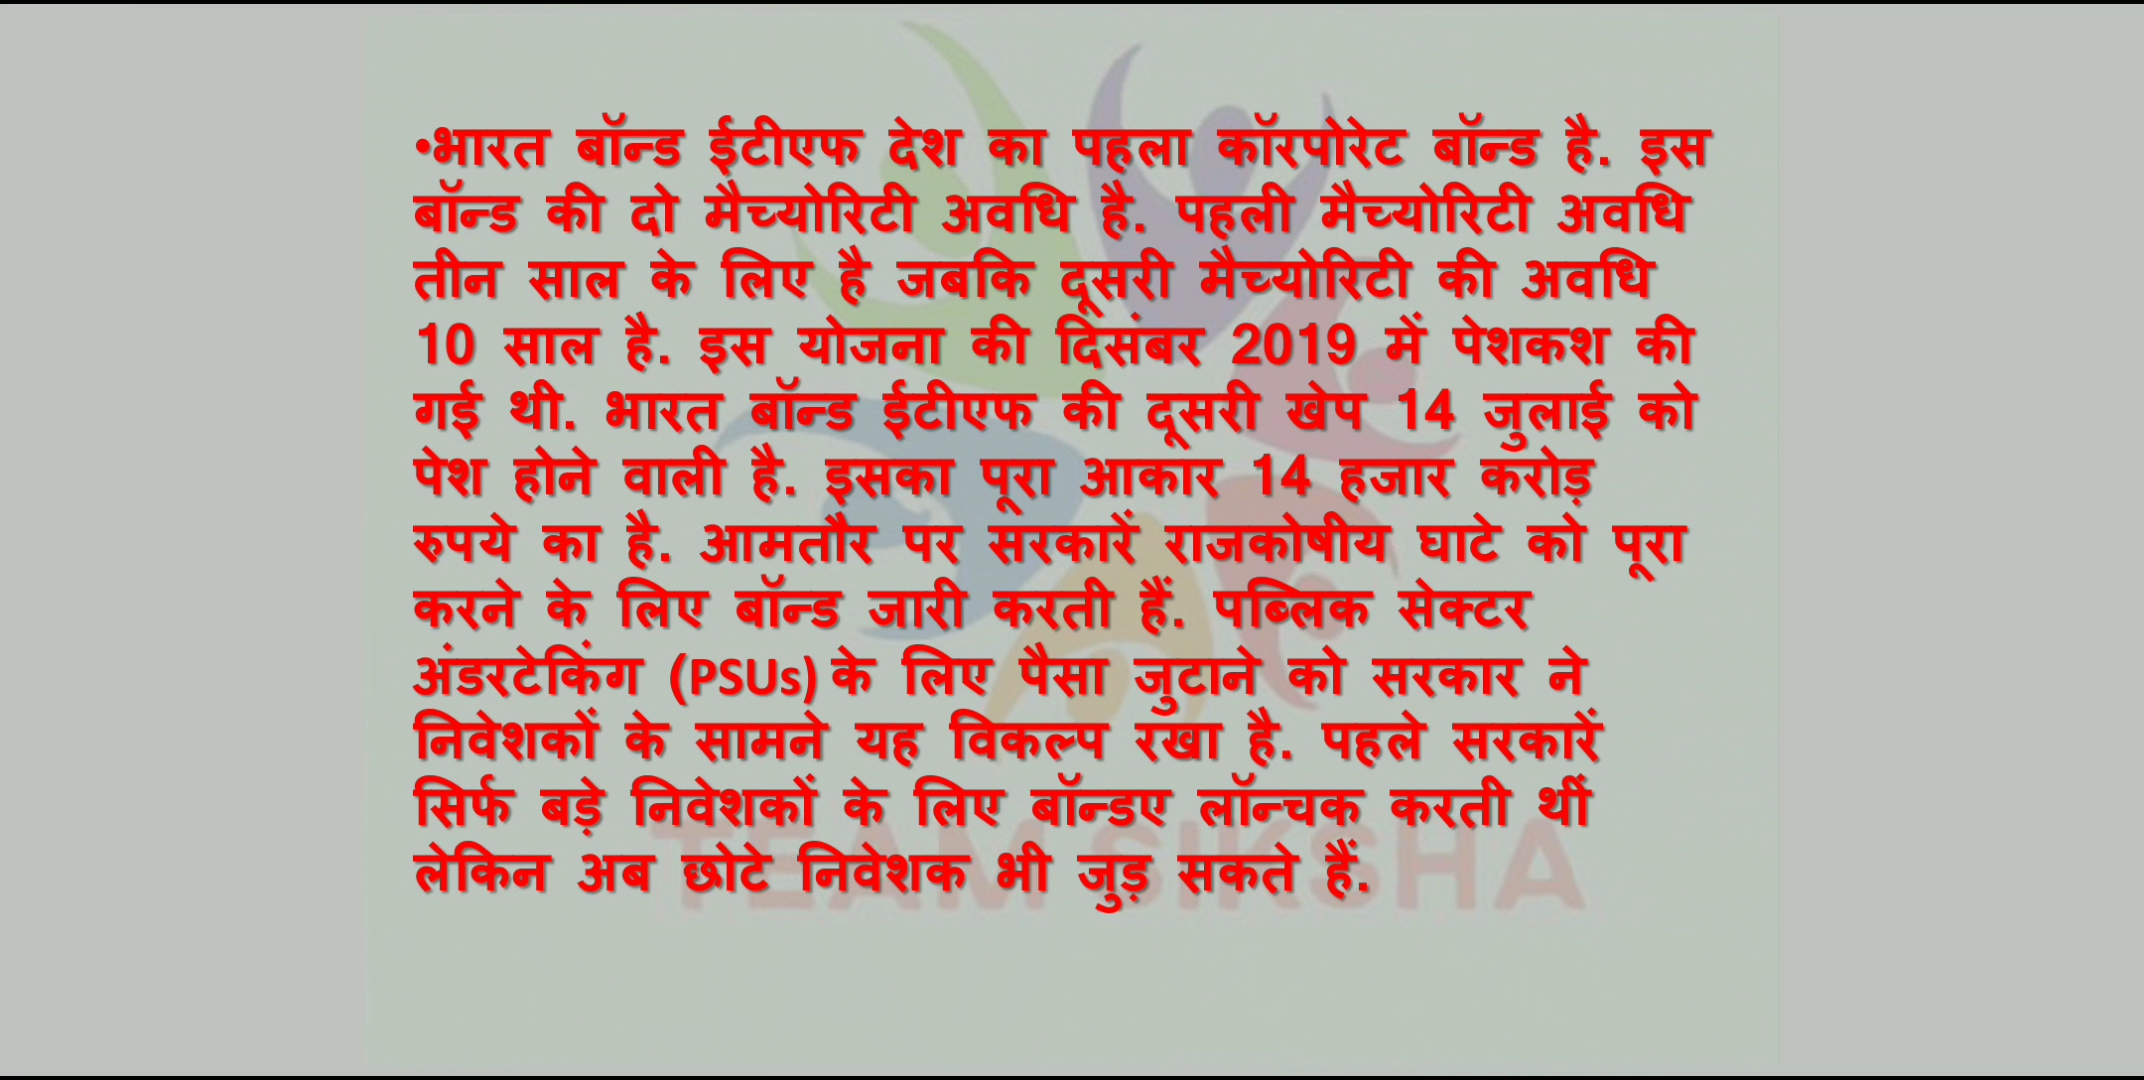 •भारत बॉन्ड ईटीएफ देश का पहला कॉरपोरेट बॉन्ड है. इस
बॉन्ड की दो मैच्योरिटी अवधि है. पहली मैच्योरिटी अवधि
तीन साल के लिए है जबकि दूसरी मैच्योरिटी की अवधि
10 साल है. इस योजना की दिसंबर 2019 में पेशकश की
गई थी. भारत बॉन्ड ईटीएफ की दूसरी खेप 14 जुलाई को
पेश होने वाली है. इसका पूरा आकार 14 हजार करोड़
रुपये का है. आमतौर पर सरकारें राजकोषीय घाटे को पूरा
करने के लिए बॉन्ड जारी करती हैं. पब्लिक सेक्टर
अंडरटेकिंग (PSUs) के लिए पैसा जुटाने को सरकार ने
निवेशकों के सामने यह विकल्प रखा है. पहले सरकारें
सिर्फ बड़े निवेशकों के लिए बॉन्डए लॉन्चक करती थीं
लेकिन अब छोटे निवेशक भी जुड़ सकते हैं.
TEAM SIKSHA